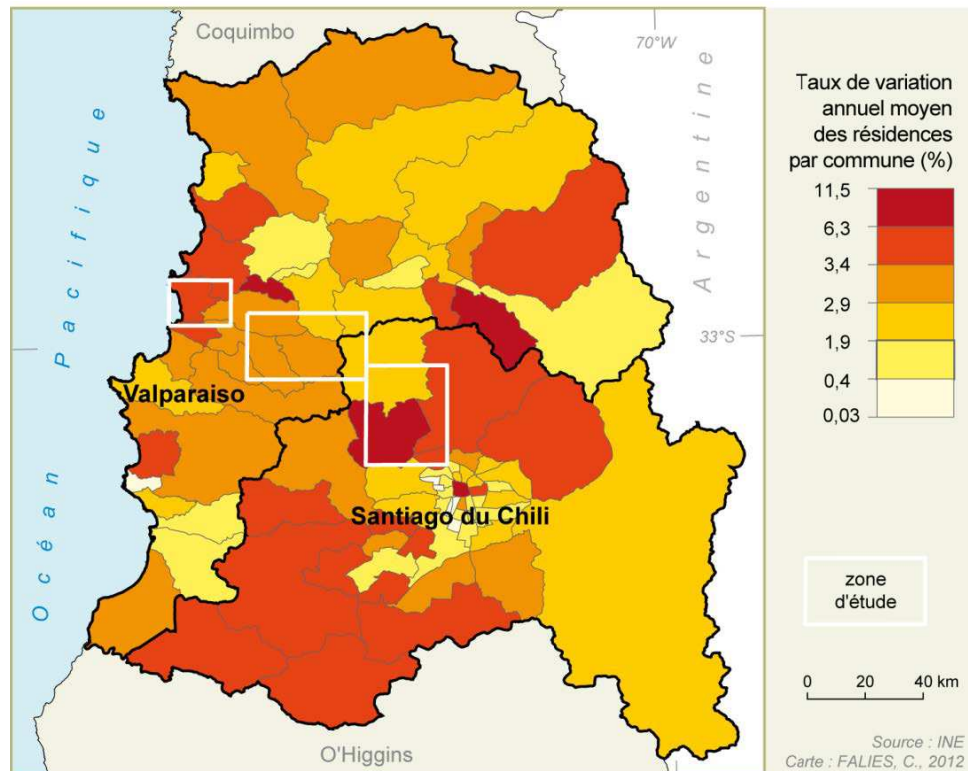 Coquimbo
70°W
Argentine
Océan Pacifique
33°S
Valparaiso
Santiago du Chili
O'Higgins
Taux de variation
annuel moyen
des résidences
par commune (%)
11,5
6,3
3,4
2,9
1,9
0,4
0,03
zone
d'étude
0 20 40 km
Source : INE
Carte : FALIES, C., 2012